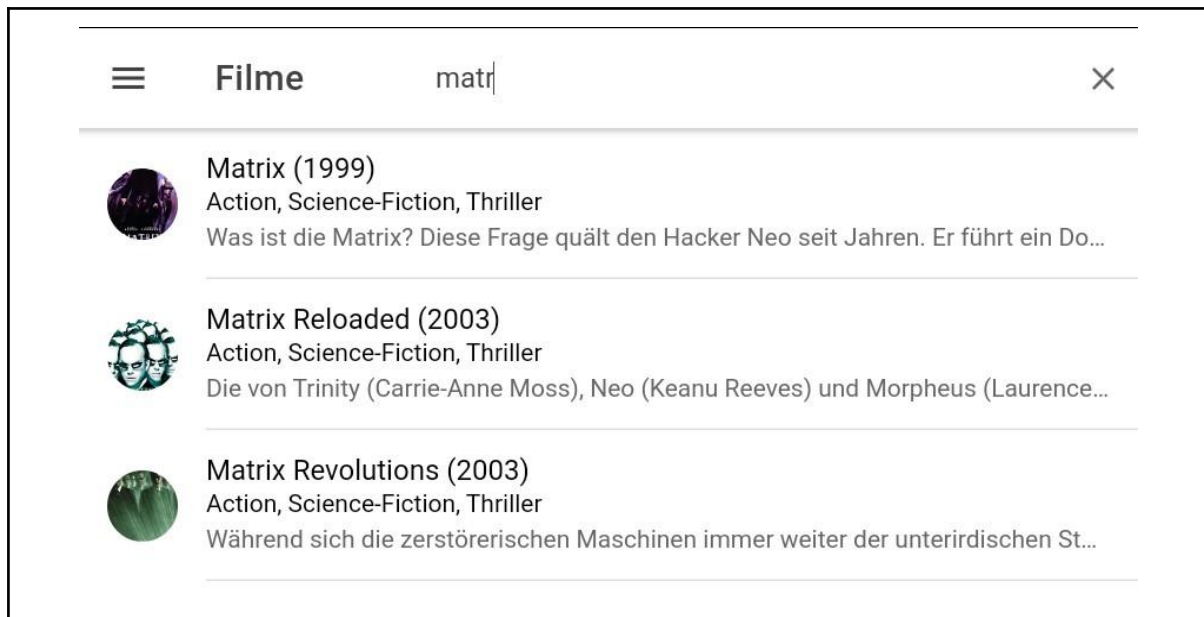 Filme matr
Matrix (1999)
Action, Science-Fiction, Thriller
Was ist die Matrix? Diese Frage quält den Hacker Neo seit Jahren. Er führt ein Do...
Matrix Reloaded (2003)
Action, Science-Fiction, Thriller
Die von Trinity (Carrie-Anne Moss), Neo (Keanu Reeves) und Morpheus (Laurence...
Matrix Revolutions (2003)
Action, Science-Fiction, Thriller
Während sich die zerstörerischen Maschinen immer weiter der unterirdischen St...